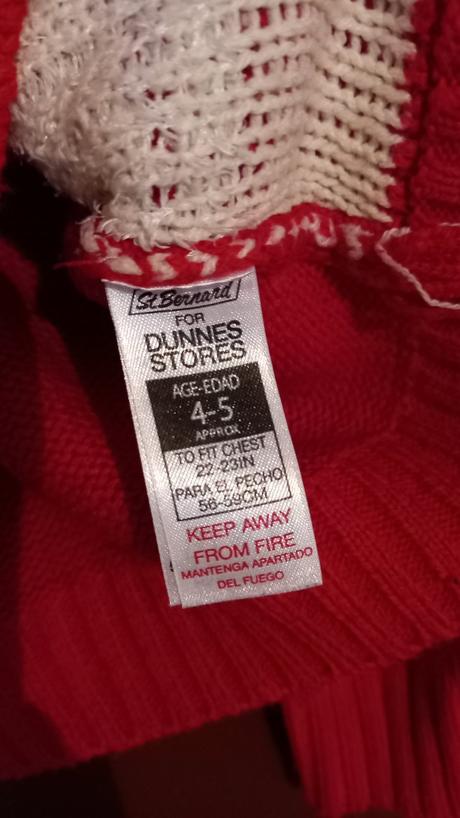 St Bernard
FOR
DUNNES
STORES
AGE-EDAD
4-5
APPROX
TO FIT CHEST
22-23IN
PARA EL PECHO
56-59CM
KEEP AWAY
FROM FIRE
MANTENGA APARTADO
DEL FUEGO